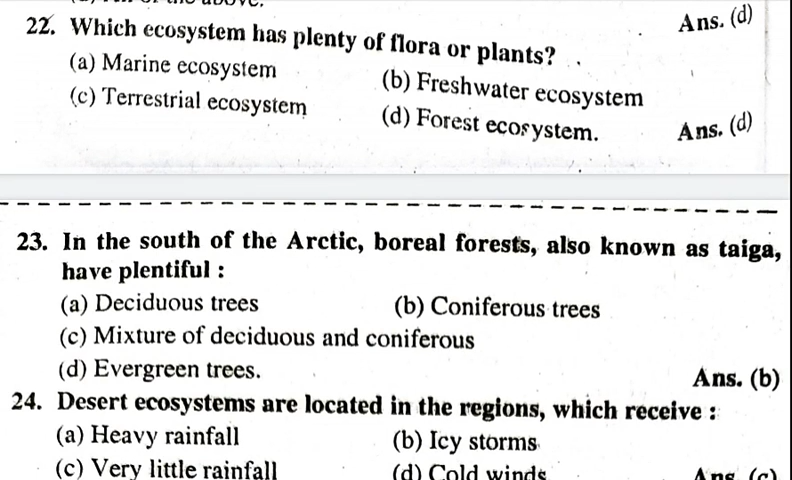 Ans. (d)
22. Which ecosystem has plenty of flora or plants?
(a) Marine ecosystem (b) Freshwater ecosystem
(c) Terrestrial ecosystem (d) Forest ecosystem. Ans. (d)
23. In the south of the Arctic, boreal forests, also known as taiga,
have plentiful :
(a) Deciduous trees (b) Coniferous trees
(c) Mixture of deciduous and coniferous
(d) Evergreen trees. Ans. (b)
24. Desert ecosystems are located in the regions, which receive :
(a) Heavy rainfall (b) Icy storms
(c) Very little rainfall (d) Cold winds Ans. (c)